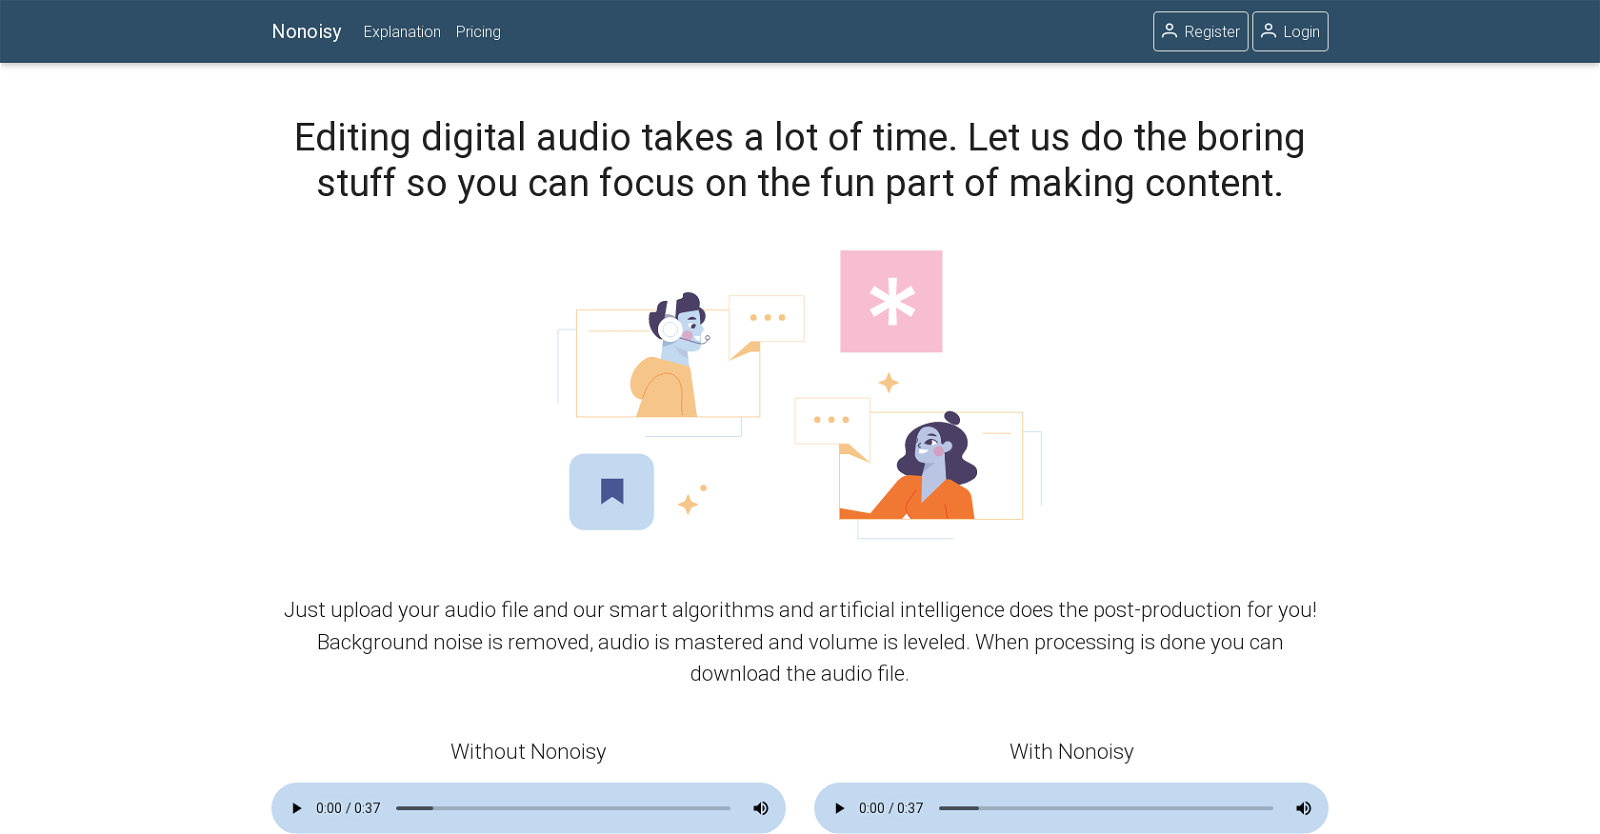 Nonoisy
Explanation
Pricing
Register
Login
Editing digital audio takes a lot of time. Let us do the boring
stuff so you can focus on the fun part of making content.
Just upload your audio file and our smart algorithms and artificial intelligence does the post-production for you!
Background noise is removed, audio is mastered and volume is leveled. When processing is done you can
download the audio file.
Without Nonoisy
With Nonoisy
0:00 / 0:37
0:00 / 0:37